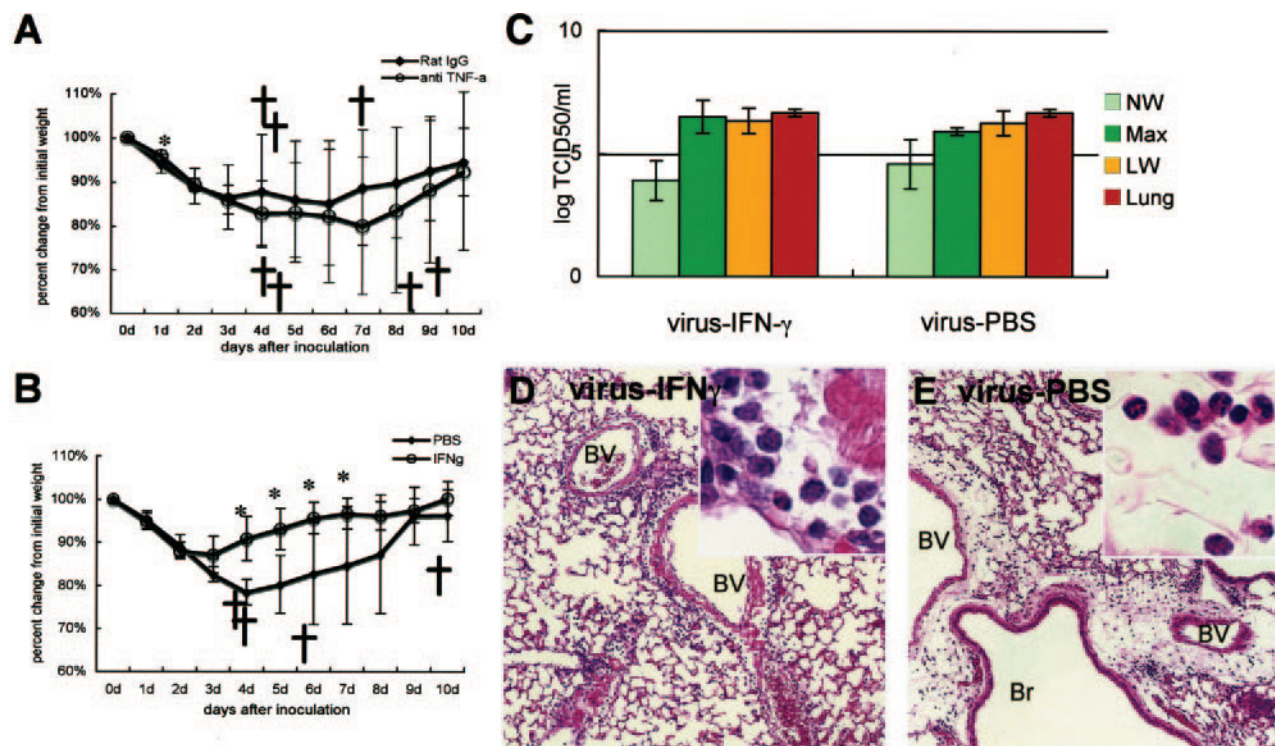 A
Rat IgG
anti TNF-a
percent change from initial weight
110%
100%
90%
80%
70%
60%
*
0d 1d 2d 3d 4d 5d 6d 7d 8d 9d 10d
days after inoculation
B
PBS
IFNg
percent change from initial weight
100%
90%
80%
70%
60%
* * * *
0d 1d 2d 3d 4d 5d 6d 7d 8d 9d 10d
days after inoculation
C
log TCID50/ml
10
5
0
NW
Max
LW
Lung
virus-IFN-γ virus-PBS
D virus-IFNγ
BV
BV
E virus-PBS
BV
BV
Br